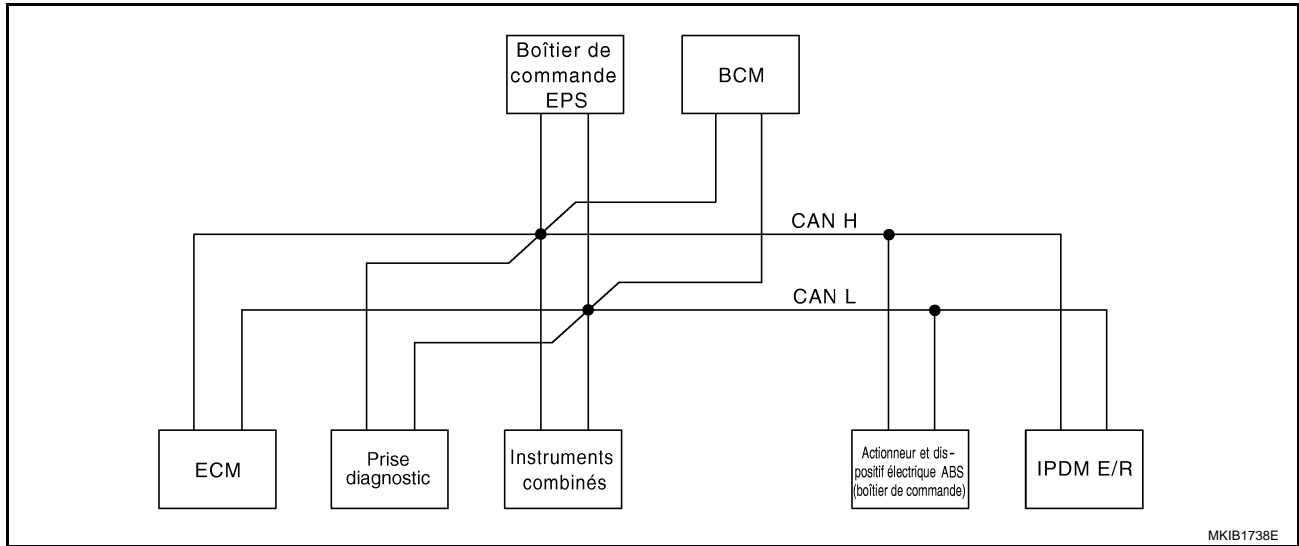 Boîtier de
commande
EPS
BCM
CAN H
CAN L
ECM
Prise
diagnostic
Instruments
combinés
Actionneur et dis-
positif électrique ABS
(boîtier de commande)
IPDM E/R
MKIB1738E